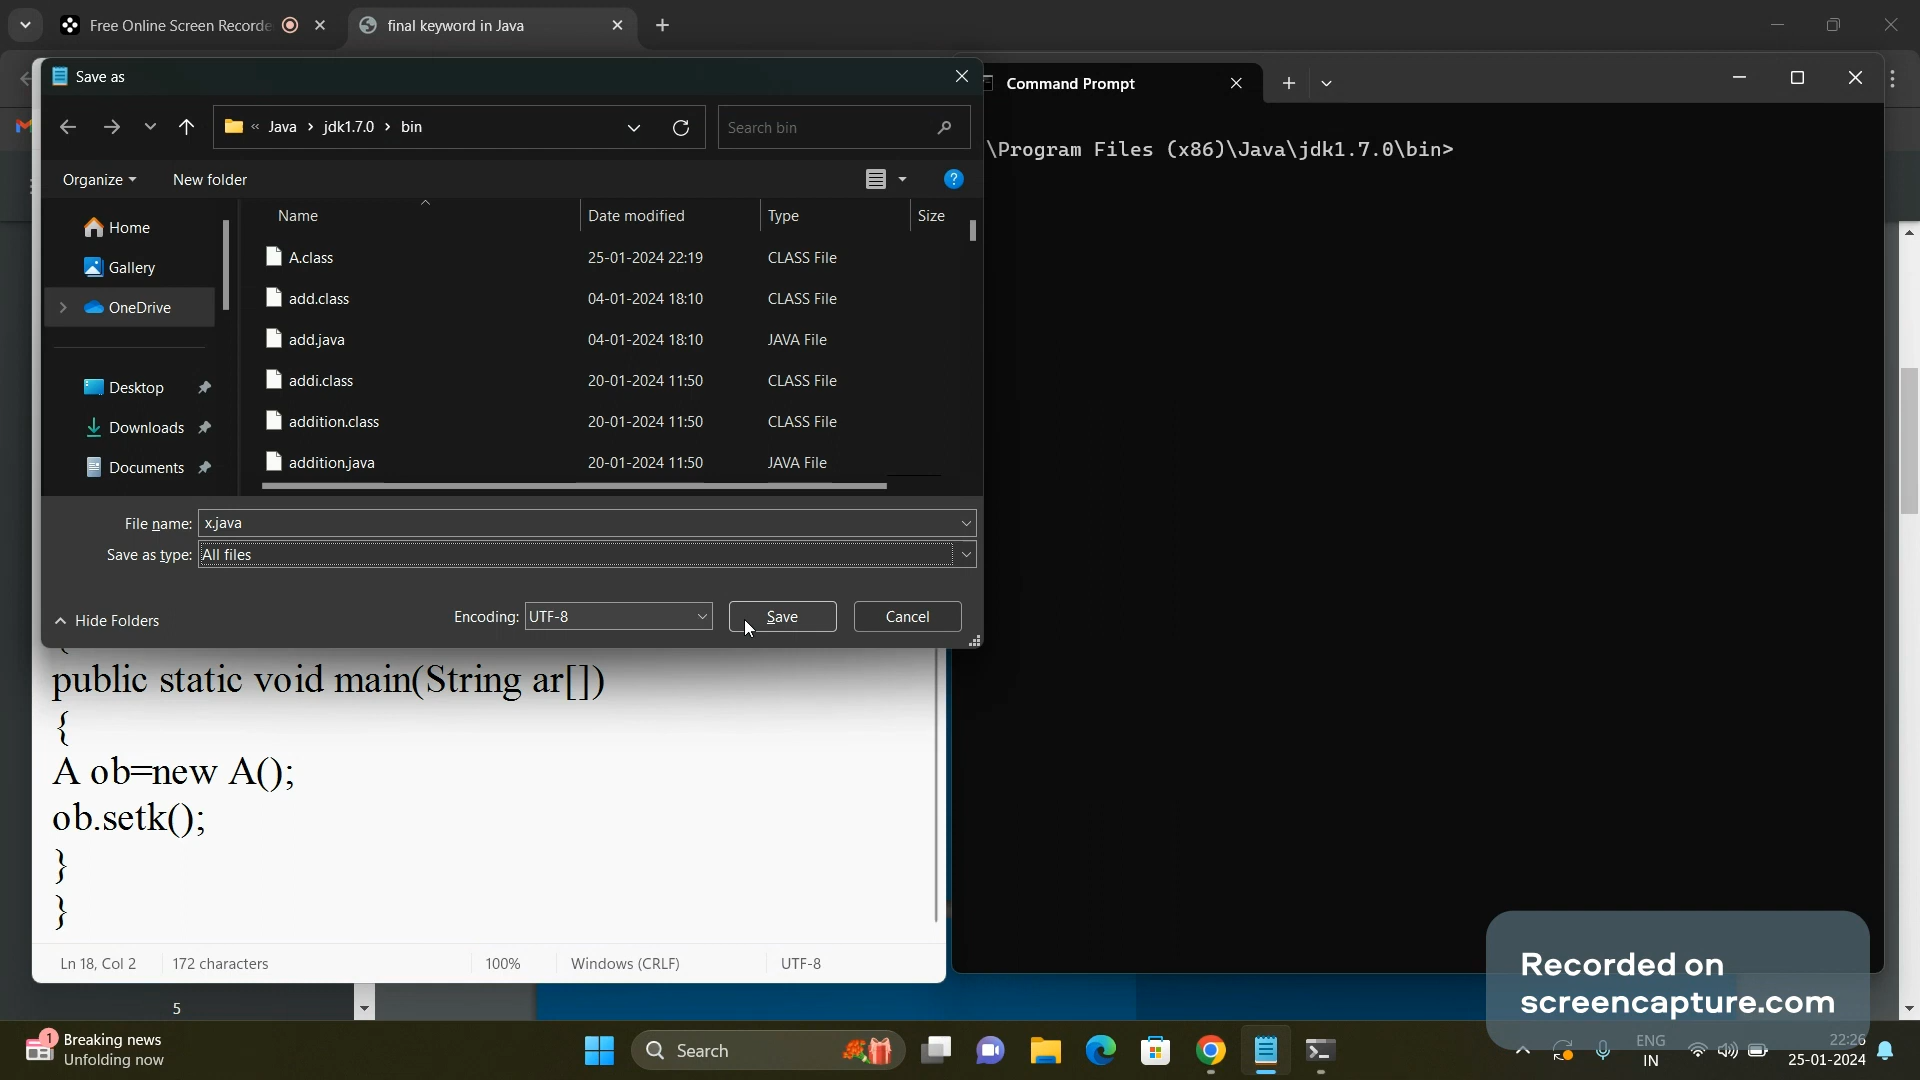 Free Online Screen Recorde
final keyword in Java
Save as
Command Prompt
« Java › jdk1.7.0 › bin
Search bin
\Program Files (x86)\Java\jdk1.7.0\bin>
Organize
New folder
Name
Date modified
Type
Size
Home
Gallery
OneDrive
Desktop
Downloads
Documents
A.class 25-01-2024 22:19 CLASS File
add.class 04-01-2024 18:10 CLASS File
add.java 04-01-2024 18:10 JAVA File
addi.class 20-01-2024 11:50 CLASS File
addition.class 20-01-2024 11:50 CLASS File
addition.java 20-01-2024 11:50 JAVA File
File name: x.java
Save as type: All files
Hide Folders
Encoding: UTF-8
Save
Cancel
public static void main(String ar[])
{
A ob=new A();
ob.setk();
}
}
Ln 18, Col 2
172 characters
100%
Windows (CRLF)
UTF-8
5
Recorded on
screencapture.com
1
Breaking news
Unfolding now
Search
ENG
IN
22:26
25-01-2024